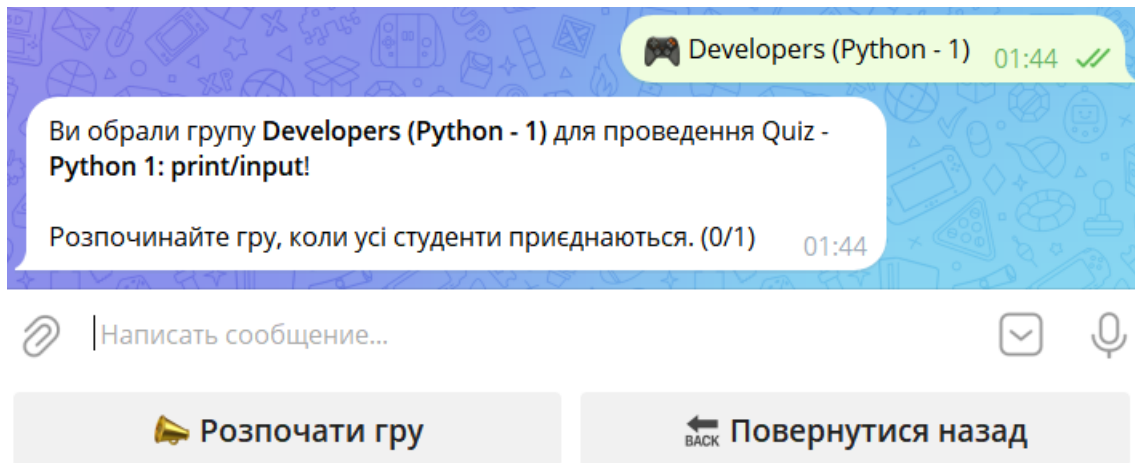 🎮 Developers (Python - 1) 01:44
Ви обрали групу Developers (Python - 1) для проведення Quiz -
Python 1: print/input!
Розпочинайте гру, коли усі студенти приєднаються. (0/1) 01:44
Написать сообщение...
Розпочати гру
BACK Повернутися назад